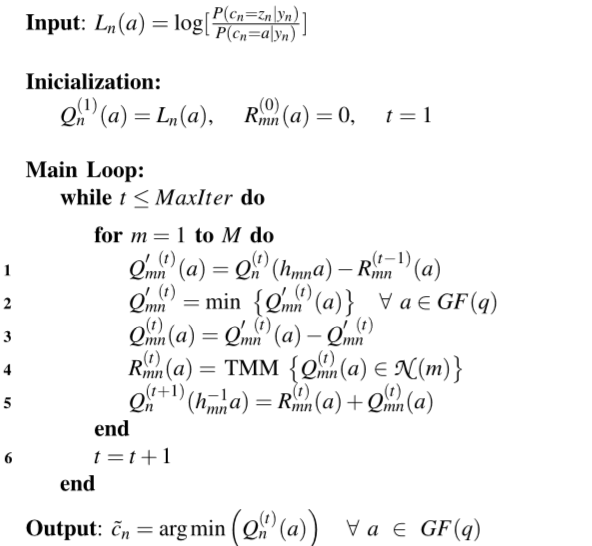 Input: L_n(a) = log[P(c_n=z_n|y_n) / P(c_n=a|y_n)]
Inicialization:
Q_n^{(1)}(a) = L_n(a), R_{mn}^{(0)}(a) = 0, t = 1
Main Loop:
while t ≤ MaxIter do
for m = 1 to M do
1 Q'_{mn}^{(t)}(a) = Q_n^{(t)}(h_{mn}a) − R_{mn}^{(t−1)}(a)
2 Q'_{mn}^{(t)} = min {Q'_{mn}^{(t)}(a)} ∀ a ∈ GF(q)
3 Q_{mn}^{(t)}(a) = Q'_{mn}^{(t)}(a) − Q'_{mn}^{(t)}
4 R_{mn}^{(t)}(a) = TMM {Q_{mn}^{(t)}(a) ∈ 𝒩(m)}
5 Q_n^{(t+1)}(h_{mn}^{−1}a) = R_{mn}^{(t)}(a) + Q_{mn}^{(t)}(a)
end
6 t = t + 1
end
Output: c̃_n = arg min (Q_n^{(t)}(a)) ∀ a ∈ GF(q)